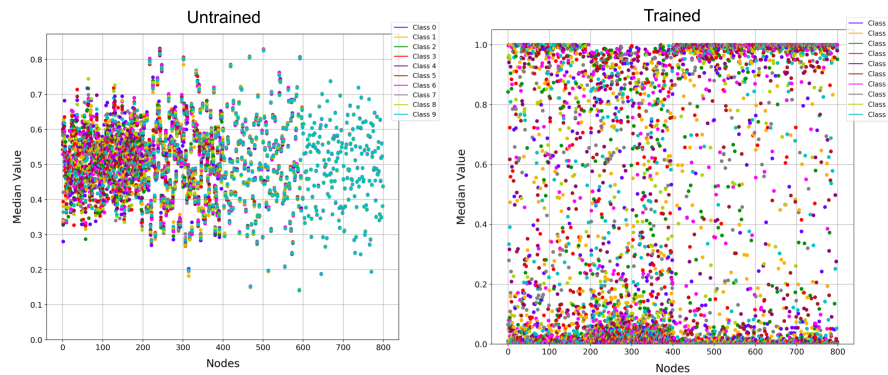 Untrained
Class 0
Class 1
Class 2
Class 3
Class 4
Class 5
Class 6
Class 7
Class 8
Class 9
0.8
0.7
0.6
0.5
0.4
0.3
0.2
0.1
0.0
Median Value
0 100 200 300 400 500 600 700 800
Nodes
Trained
Class
Class
Class
Class
Class
Class
Class
Class
Class
Class
1.0
0.8
0.6
0.4
0.2
0.0
Median Value
0 100 200 300 400 500 600 700 800
Nodes